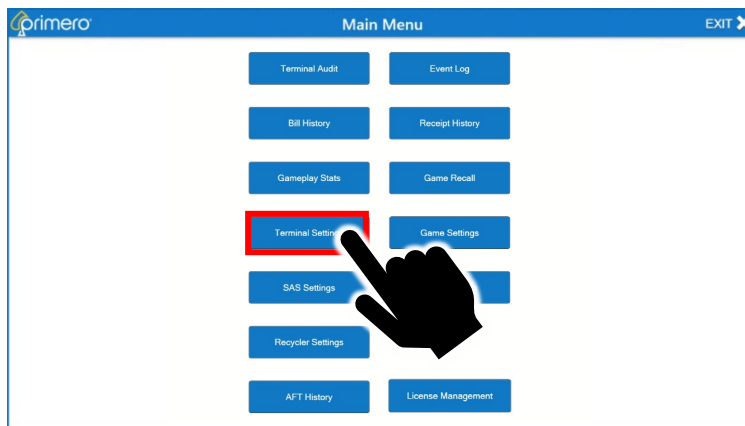 primero
Main Menu
EXIT
Terminal Audit
Event Log
Bill History
Receipt History
Gameplay Stats
Game Recall
Terminal
Game Settings
SAS Settings
Recycler Settings
AFT History
License Management